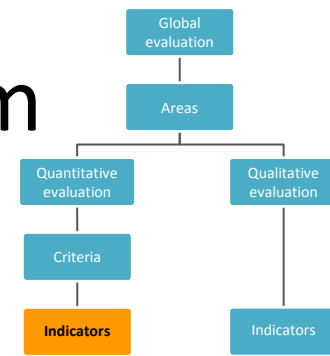 Global
evaluation
m
Areas
Quantitative
evaluation
Qualitative
evaluation
Criteria
Indicators
Indicators